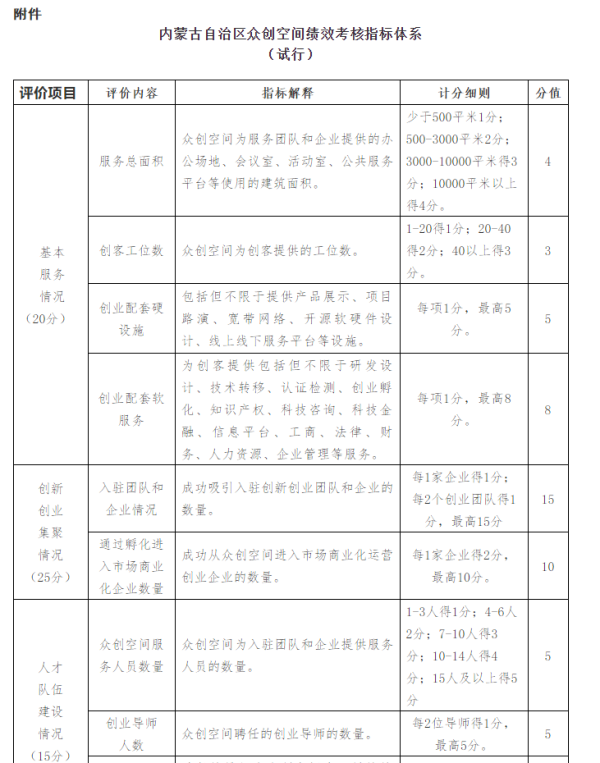 附件
内蒙古自治区众创空间绩效考核指标体系
（试行）
评价项目 评价内容 指标解释 计分细则 分值
基本
服务
情况
（20分）
服务总面积
众创空间为服务团队和企业提供的办
公场地、会议室、活动室、公共服务
平台等使用的建筑面积。
少于500平米1分；
500-3000平米2分；
3000-10000平米得3
分；10000平米以上
得4分。
4
创客工位数
众创空间为创客提供的工位数。
1-20得1分；20-40
得2分；40以上得3
分。
3
创业配套硬
设施
包括但不限于提供产品展示、项目
路演、宽带网络、开源软硬件设
计、线上线下服务平台等设施。
每项1分，最高5
分。
5
创业配套软
服务
为创客提供包括但不限于研发设
计、技术转移、认证检测、创业孵
化、知识产权、科技咨询、科技金
融、信息平台、工商、法律、财
务、人力资源、企业管理等服务。
每项1分，最高8
分。
8
创新
创业
集聚
情况
（25分）
入驻团队和
企业情况
成功吸引入驻创新创业团队和企业的
数量。
每1家企业得1分；
每2个创业团队得1
分，最高15分
15
通过孵化进
入市场商业
化企业数量
成功从众创空间进入市场商业化运营
创业企业的数量。
每1家企业得2分，
最高10分。
10
人才
队伍
建设
情况
（15分）
众创空间服
务人员数量
众创空间为入驻团队和企业提供服务
人员的数量。
1-3人得1分；4-6人
2分；7-10人得3
分；10-14人得4
分；15人及以上得5
分
5
创业导师
人数
众创空间聘任的创业导师的数量。
每2位导师得1分，
最高5分。
5